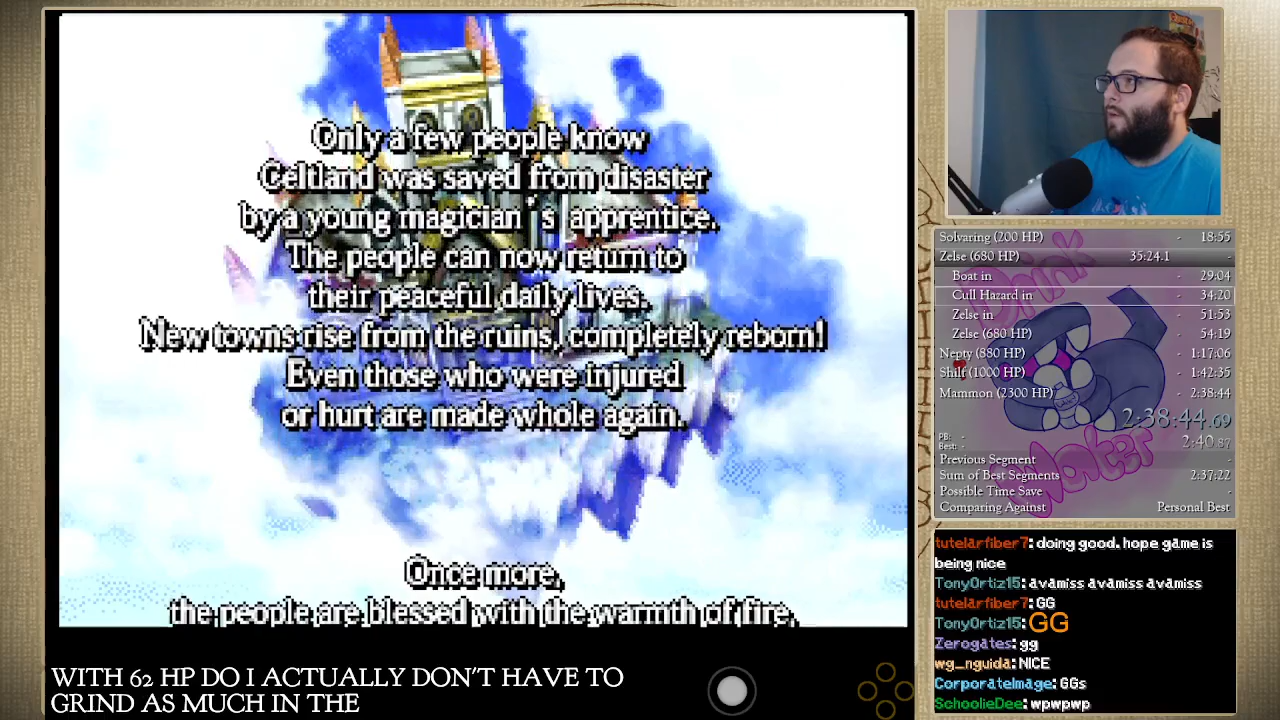 Only a few people know
Celtland was saved from disaster
by a young magician's apprentice.
The people can now return to
their peaceful daily lives.
New towns rise from the ruins, completely reborn!
Even those who were injured
or hurt are made whole again.
Once more,
the people are blessed with the warmth of fire.
WITH 62 HP DO I ACTUALLY DON'T HAVE TO
GRIND AS MUCH IN THE
Solvaring (200 HP) - 18:55
Zelse (680 HP) 35:24.1 -
Boat in - 29:04
Cull Hazard in - 34:20
Zelse in - 51:53
Zelse (680 HP) - 54:19
Nepty (880 HP) - 1:17:06
Shilf (1000 HP) - 1:42:35
Mammon (2300 HP) - 2:38:44
2:38:44.69
PB: -
Best: - 2:40.87
Previous Segment -
Sum of Best Segments 2:37:22
Possible Time Save -
Comparing Against Personal Best
Drink
Water
tutelarfiber7: doing good. hope game is
being nice
TonyOrtiz15: avamiss avamiss avamiss
tutelarfiber7: GG
TonyOrtiz15: GG
Zerogates: gg
wg_nguida: NICE
CorporateImage: GGs
SchoolieDee: wpwpwp